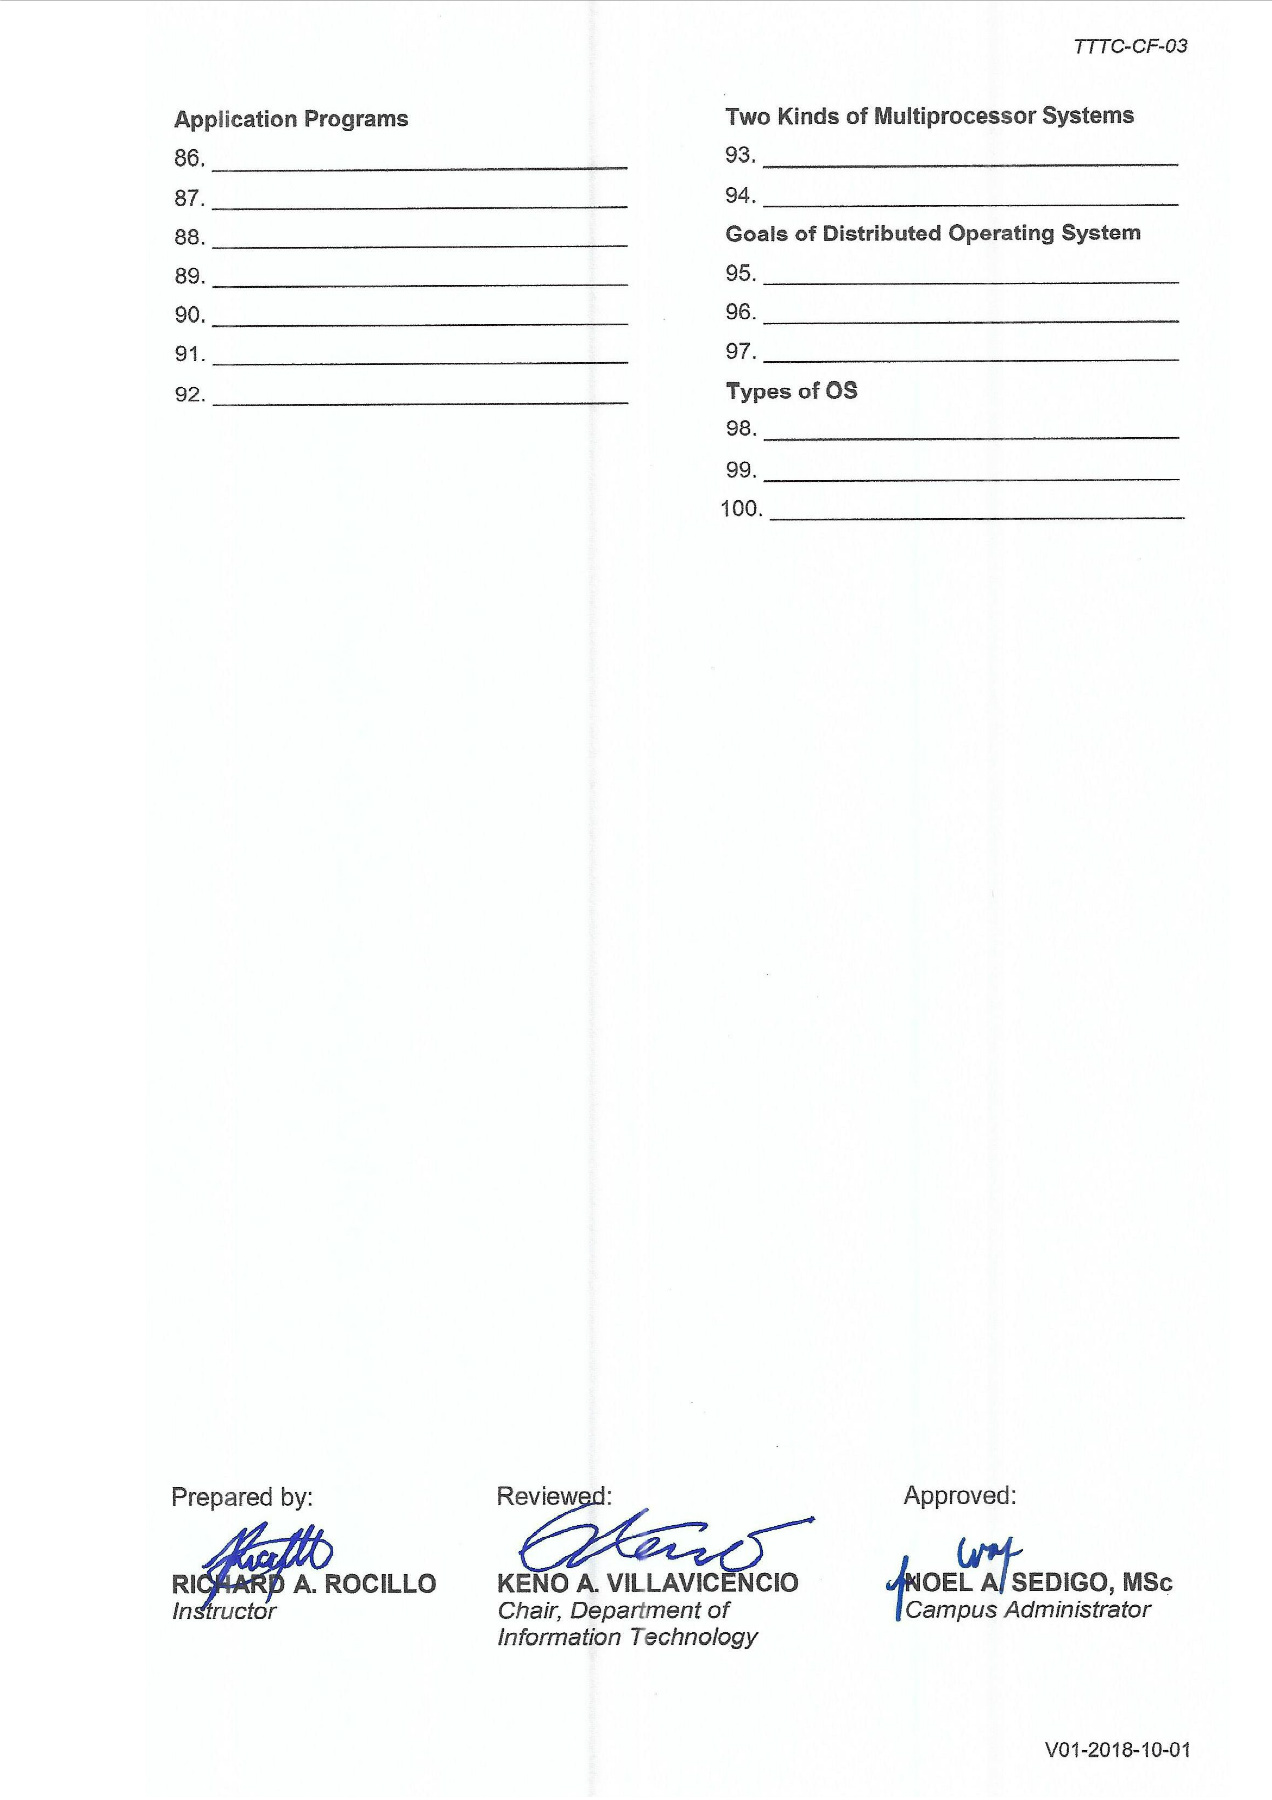 TTTC-CF-03
Application Programs
86.
87.
88.
89.
90.
91.
92.
Two Kinds of Multiprocessor Systems
93.
94.
Goals of Distributed Operating System
95.
96.
97.
Types of OS
98.
99.
100.
Prepared by:
RICHARD A. ROCILLO
Instructor
Reviewed:
KENO A. VILLAVICENCIO
Chair, Department of
Information Technology
Approved:
NOEL A. SEDIGO, MSc
Campus Administrator
V01-2018-10-01